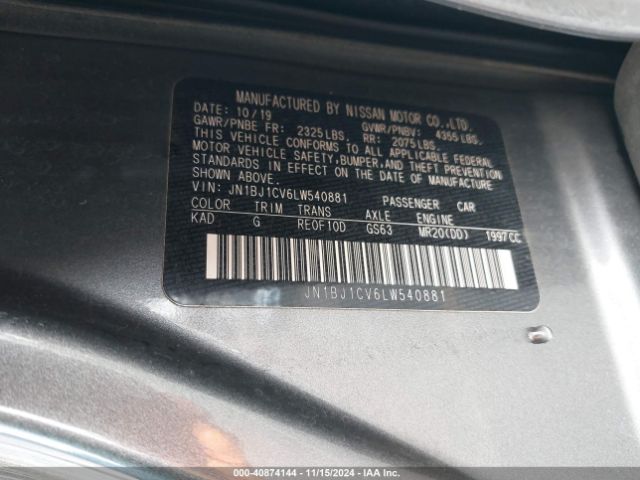 MANUFACTURED BY NISSAN MOTOR CO.,LTD.
DATE: 10/19
GAWR/PNBE FR: 2325LBS. GVWR/PNBV: 4355LBS.
RR: 2075LBS.
THIS VEHICLE CONFORMS TO ALL APPLICABLE FEDERAL
MOTOR VEHICLE SAFETY,BUMPER,AND THEFT PREVENTION
STANDARDS IN EFFECT ON THE DATE OF MANUFACTURE
SHOWN ABOVE.
VIN: JN1BJ1CV6LW540881 PASSENGER CAR
COLOR TRIM TRANS AXLE ENGINE
KAD G REOF10D GS63 MR20(DD) 1997CC
JN1BJ1CV6LW540881
000-40874144 — 11/15/2024 — IAA Inc.